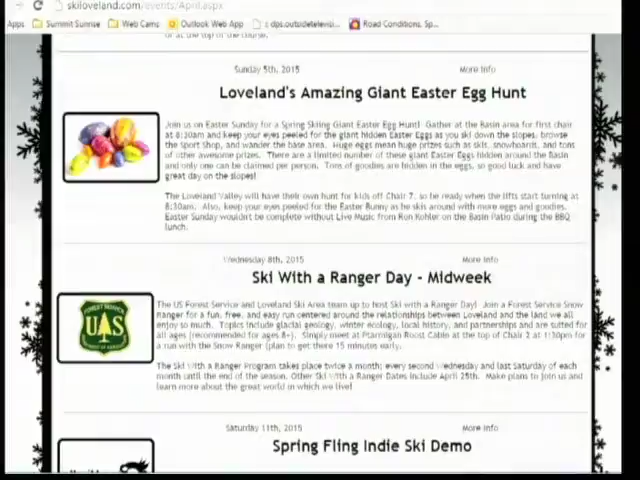 skiloveland.com/events/April.aspx
Apps Summit Sunrise Web Cams Outlook Web App Road Conditions, Sp...
or at the top of the course.
Sunday 5th, 2015 More Info
Loveland's Amazing Giant Easter Egg Hunt
Join us on Easter Sunday for a Spring Skiing Giant Easter Egg Hunt! Gather at the Basin area for first chair
at 8:30am and keep your eyes peeled for the giant hidden Easter Eggs as you ski down the slopes, browse
the Sport Shop, and wander the base area. Huge eggs mean huge prizes such as skis, snowboards, and tons
of other awesome prizes. There are a limited number of these giant Easter Eggs hidden around the Basin
and only one can be claimed per person. Tons of goodies are hidden in the eggs, so good luck and have
great day on the slopes!
The Loveland Valley will have their own hunt for kids off Chair 7, so be ready when the lifts start turning at
8:30am. Also, keep your eyes peeled for the Easter Bunny as he skis around with more eggs and goodies.
Easter Sunday wouldn't be complete without Live Music from Ron Kohler on the Basin Patio during the BBQ
lunch.
Wednesday 8th, 2015 More Info
Ski With a Ranger Day - Midweek
FOREST SERVICE
UAS
DEPARTMENT OF AGRICULTURE
The US Forest Service and Loveland Ski Area team up to host Ski with a Ranger Day! Join a Forest Service Snow
Ranger for a fun, free, and easy run centered around the relationships between Loveland and the land we all
enjoy so much. Topics include glacial geology, winter ecology, local history, and partnerships and are suited for
all ages (recommended for ages 8+). Simply meet at Ptarmigan Roost Cabin at the top of Chair 2 at 1:30pm for
a run with the Snow Ranger (plan to get there 15 minutes early.
The Ski With a Ranger Program takes place twice a month; every second Wednesday and last Saturday of each
month until the end of the season. Other Ski With a Ranger Dates include April 25th. Make plans to join us and
learn more about the great world in which we live!
Saturday 11th, 2015 More Info
Spring Fling Indie Ski Demo